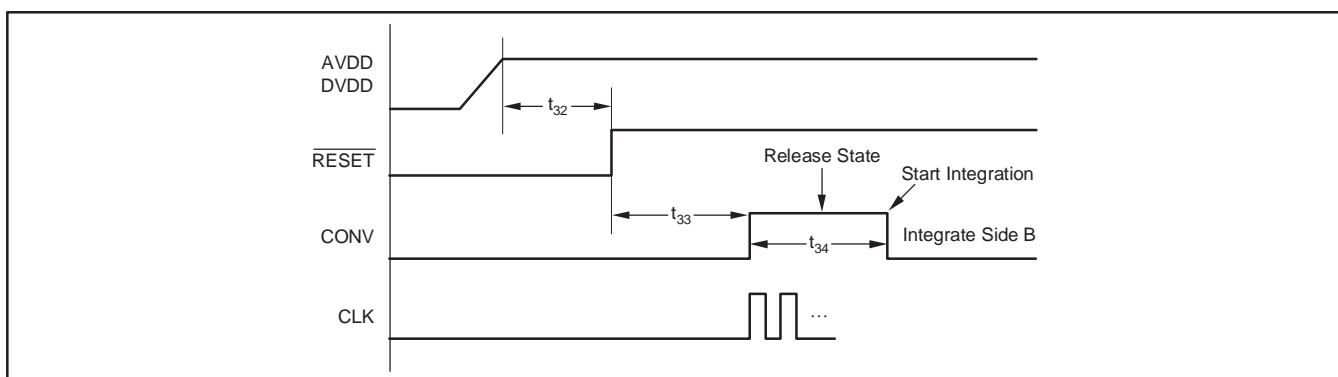 AVDD
DVDD
t32
RESET
Release State
Start Integration
t33
CONV
t34
Integrate Side B
CLK
...